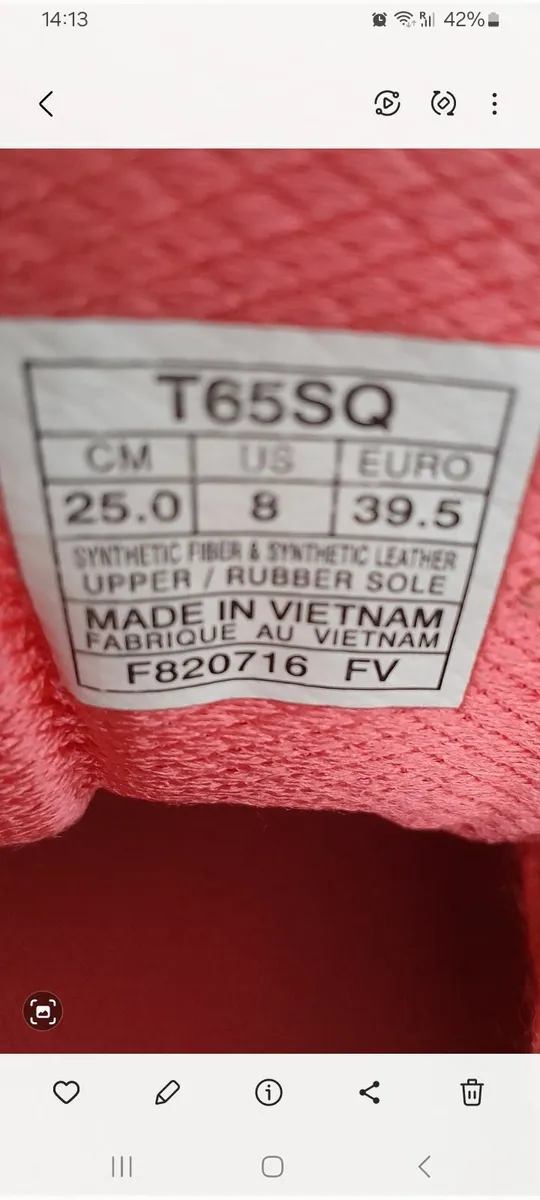 14:13
42%
T65SQ
CM US EURO
25.0 8 39.5
SYNTHETIC FIBER & SYNTHETIC LEATHER
UPPER / RUBBER SOLE
MADE IN VIETNAM
FABRIQUE AU VIETNAM
F820716 FV